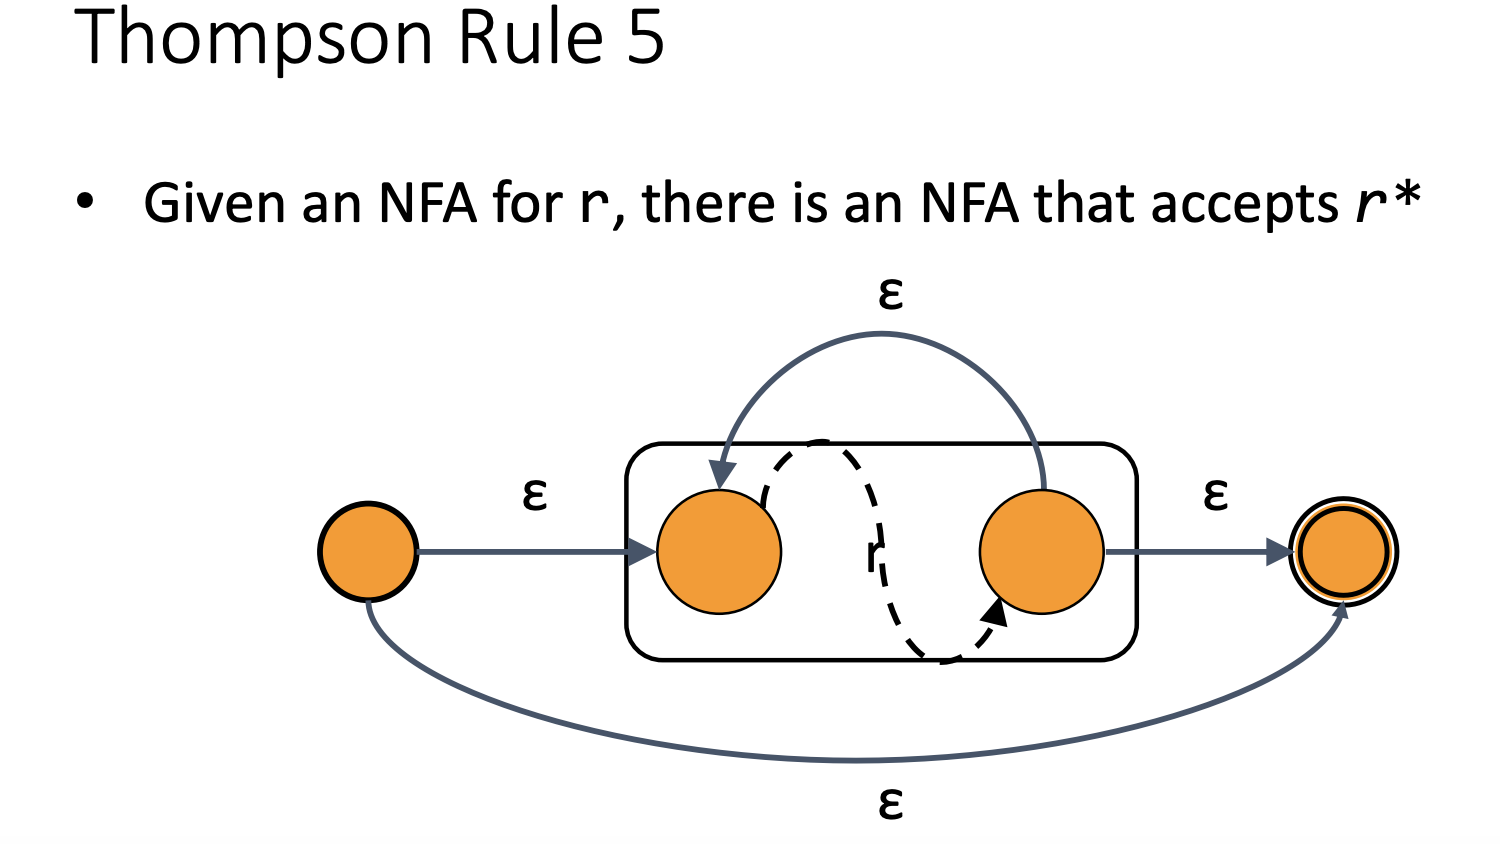 Thompson Rule 5
• Given an NFA for r, there is an NFA that accepts r*
ε
ε
ε
r
ε